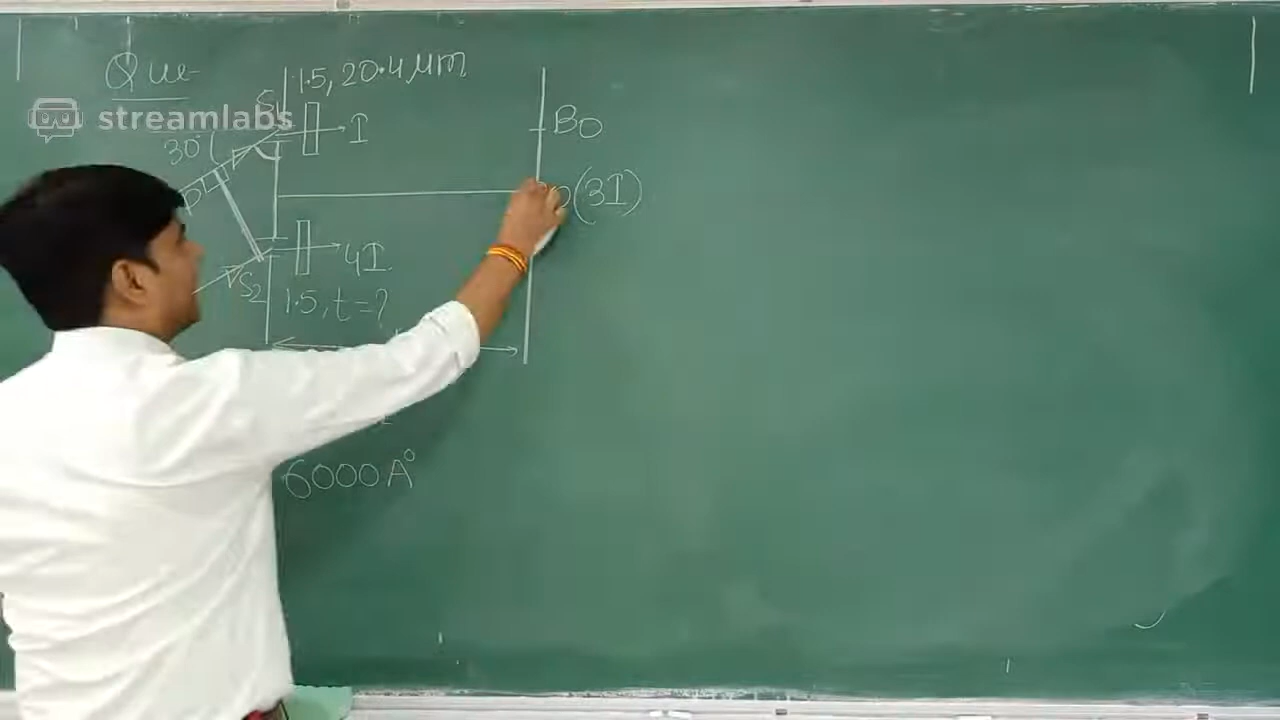 Que-
1.5, 20.4 μm
streamlabs
S1
I
B0
30°
(3I)
4I
S2
1.5, t=?
6000 A°